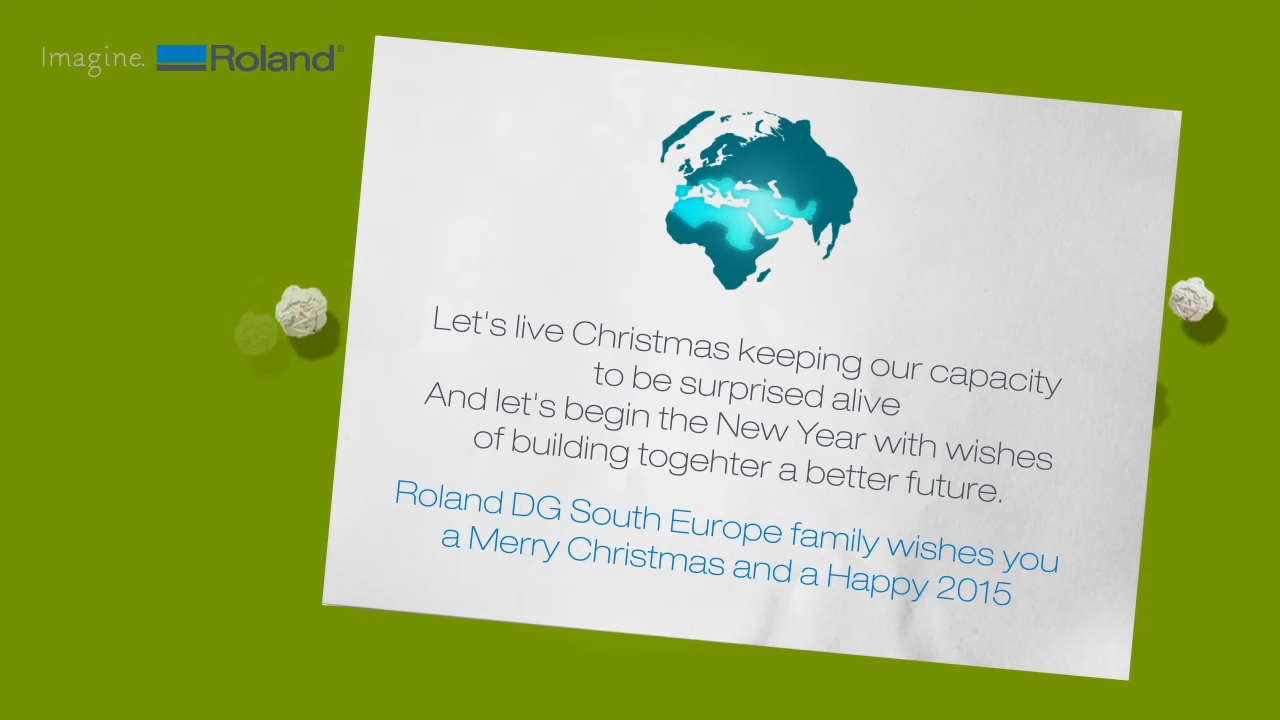 Imagine. Roland®
Let's live Christmas keeping our capacity
to be surprised alive
And let's begin the New Year with wishes
of building togehter a better future.
Roland DG South Europe family wishes you
a Merry Christmas and a Happy 2015